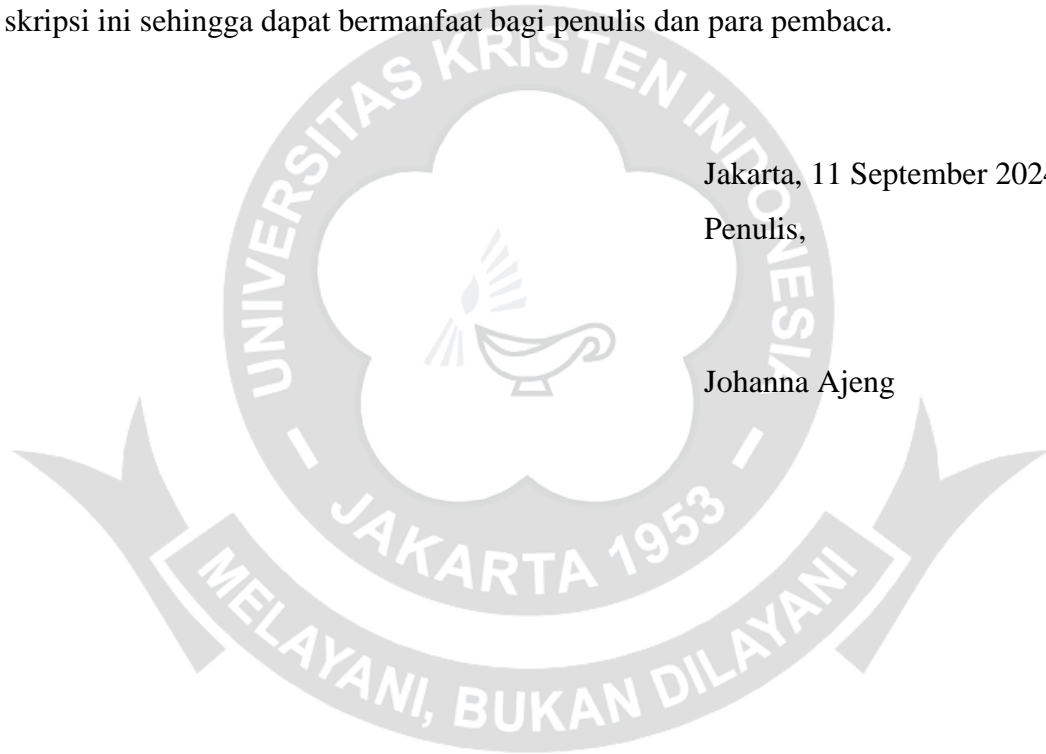 skripsi ini sehingga dapat bermanfaat bagi penulis dan para pembaca.
UNIVERSITAS KRISTEN INDONESIA
Jakarta, 11 September 2024
Penulis,
Johanna Ajeng
JAKARTA 1953
MELAYANI, BUKAN DILAYANI